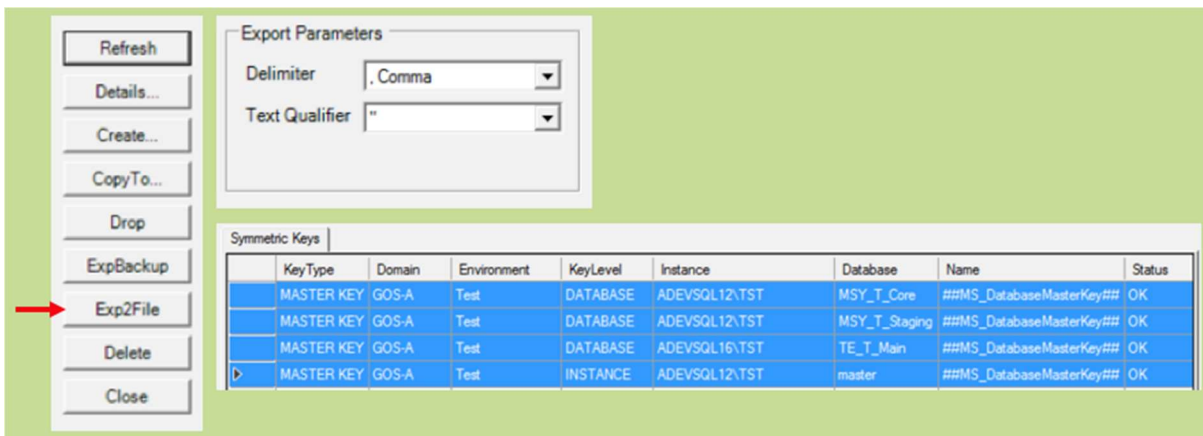 Refresh
Details...
Create...
CopyTo...
Drop
ExpBackup
Exp2File
Delete
Close
Export Parameters
Delimiter , Comma
Text Qualifier "
Symmetric Keys
KeyType Domain Environment KeyLevel Instance Database Name Status
MASTER KEY GOS-A Test DATABASE ADEVSQL12\TST MSY_T_Core ##MS_DatabaseMasterKey## OK
MASTER KEY GOS-A Test DATABASE ADEVSQL12\TST MSY_T_Staging ##MS_DatabaseMasterKey## OK
MASTER KEY GOS-A Test DATABASE ADEVSQL16\TST TE_T_Main ##MS_DatabaseMasterKey## OK
MASTER KEY GOS-A Test INSTANCE ADEVSQL12\TST master ##MS_DatabaseMasterKey## OK